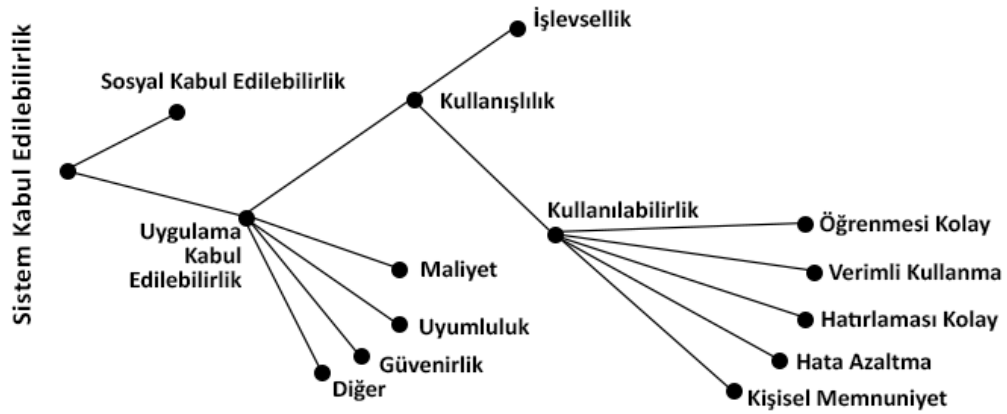 Sistem Kabul Edilebilirlik
İşlevsellik
Sosyal Kabul Edilebilirlik
Kullanışlılık
Uygulama
Kabul
Edilebilirlik
Kullanılabilirlik
Öğrenmesi Kolay
Maliyet
Verimli Kullanma
Uyumluluk
Hatırlaması Kolay
Güvenirlik
Hata Azaltma
Diğer
Kişisel Memnuniyet